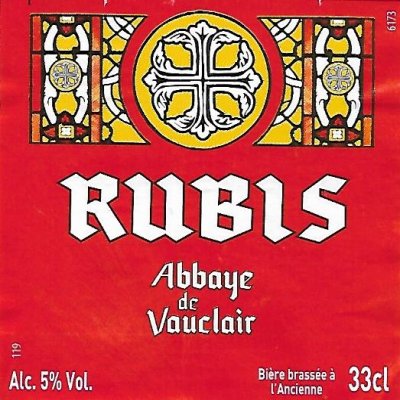 6173
RUBIS
Abbaye
de
Vauclair
119
Alc. 5% Vol.
Bière brassée à
l'Ancienne
33cl